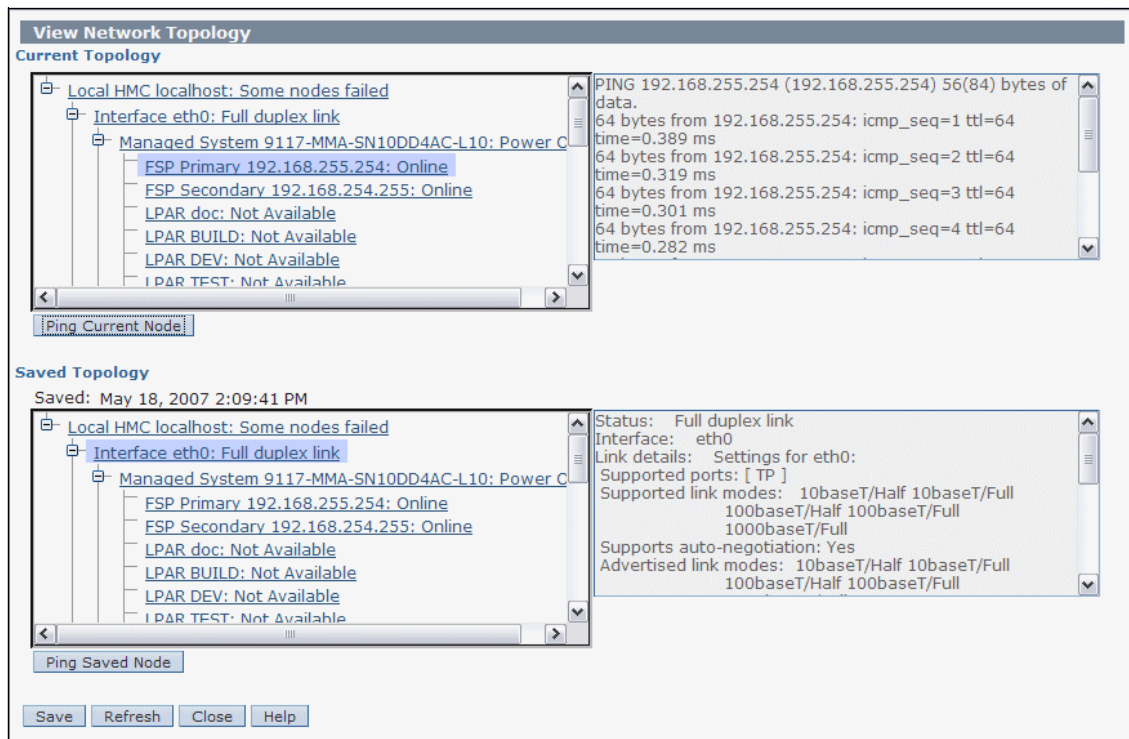 View Network Topology
Current Topology
Local HMC localhost: Some nodes failed
Interface eth0: Full duplex link
Managed System 9117-MMA-SN10DD4AC-L10: Power O
FSP Primary 192.168.255.254: Online
FSP Secondary 192.168.254.255: Online
LPAR doc: Not Available
LPAR BUILD: Not Available
LPAR DEV: Not Available
LPAR TEST: Not Available
PING 192.168.255.254 (192.168.255.254) 56(84) bytes of
data.
64 bytes from 192.168.255.254: icmp_seq=1 ttl=64
time=0.389 ms
64 bytes from 192.168.255.254: icmp_seq=2 ttl=64
time=0.319 ms
64 bytes from 192.168.255.254: icmp_seq=3 ttl=64
time=0.301 ms
64 bytes from 192.168.255.254: icmp_seq=4 ttl=64
time=0.282 ms
Ping Current Node
Saved Topology
Saved: May 18, 2007 2:09:41 PM
Local HMC localhost: Some nodes failed
Interface eth0: Full duplex link
Managed System 9117-MMA-SN10DD4AC-L10: Power O
FSP Primary 192.168.255.254: Online
FSP Secondary 192.168.254.255: Online
LPAR doc: Not Available
LPAR BUILD: Not Available
LPAR DEV: Not Available
LPAR TEST: Not Available
Status: Full duplex link
Interface: eth0
Link details: Settings for eth0:
Supported ports: [ TP ]
Supported link modes: 10baseT/Half 10baseT/Full
100baseT/Half 100baseT/Full
1000baseT/Full
Supports auto-negotiation: Yes
Advertised link modes: 10baseT/Half 10baseT/Full
100baseT/Half 100baseT/Full
Ping Saved Node
Save Refresh Close Help